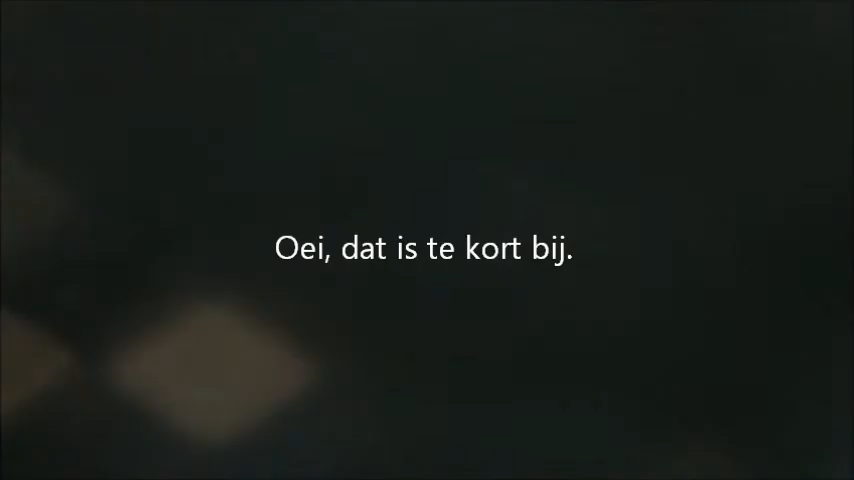 Oei, dat is te kort bij.